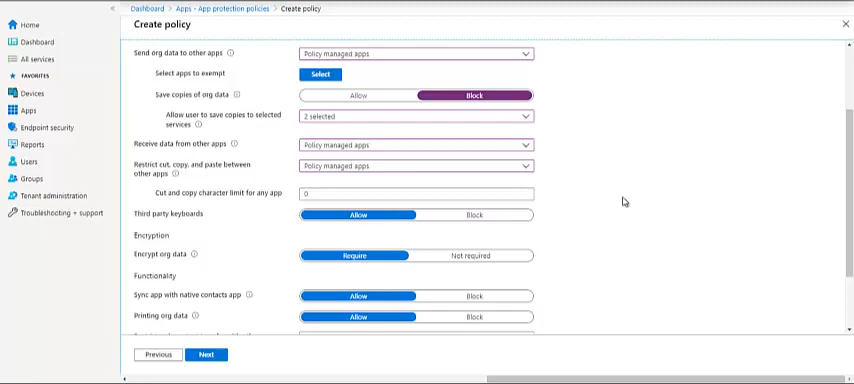 Dashboard > Apps - App protection policies > Create policy
Create policy
Home
Dashboard
All services
FAVORITES
Devices
Apps
Endpoint security
Reports
Users
Groups
Tenant administration
Troubleshooting + support
Send org data to other apps
Policy managed apps
Select apps to exempt
Select
Save copies of org data
Allow
Block
Allow user to save copies to selected
services
2 selected
Receive data from other apps
Policy managed apps
Restrict cut, copy, and paste between
other apps
Policy managed apps
Cut and copy character limit for any app
0
Third party keyboards
Allow
Block
Encryption
Encrypt org data
Require
Not required
Functionality
Sync app with native contacts app
Allow
Block
Printing org data
Allow
Block
Previous
Next